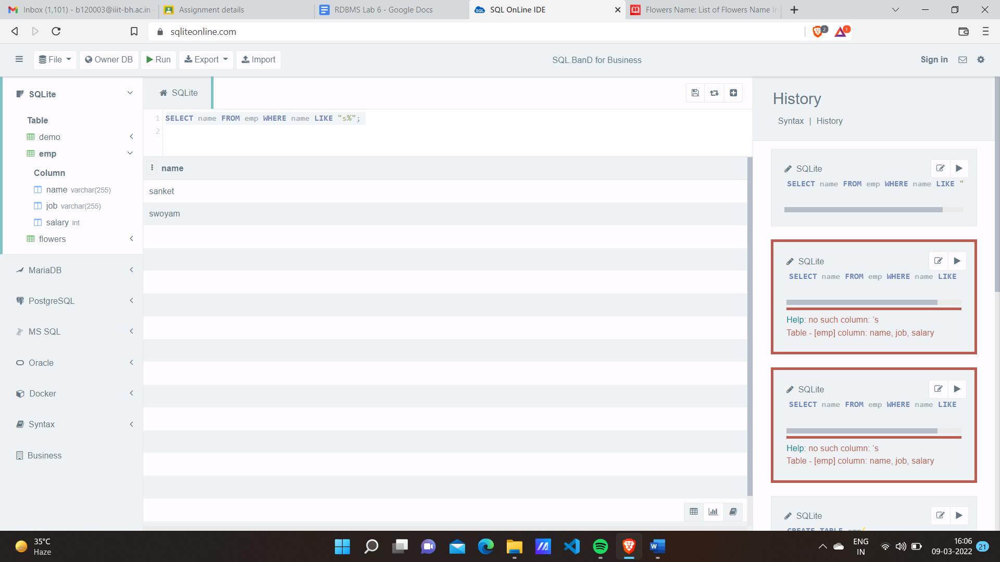 Inbox (1,101) - b120003@iiit-bh.ac.in
Assignment details
RDBMS Lab 6 - Google Docs
SQL OnLine IDE
Flowers Name: List of Flowers Name In
sqliteonline.com
2
1
File
Owner DB
Run
Export
Import
SQL.BanD for Business
Sign in
SQLite
Table
demo
emp
Column
name varchar(255)
job varchar(255)
salary int
flowers
MariaDB
PostgreSQL
MS SQL
Oracle
Docker
Syntax
Business
SQLite
1 SELECT name FROM emp WHERE name LIKE "s%";
2
name
sanket
swoyam
History
Syntax | History
SQLite
SELECT name FROM emp WHERE name LIKE "
SQLite
SELECT name FROM emp WHERE name LIKE
Help: no such column: ‘s
Table - [emp] column: name, job, salary
SQLite
SELECT name FROM emp WHERE name LIKE
Help: no such column: ‘s
Table - [emp] column: name, job, salary
SQLite
CREATE TABLE emp(
35°C
Haze
ENG
IN
16:06
09-03-2022
21